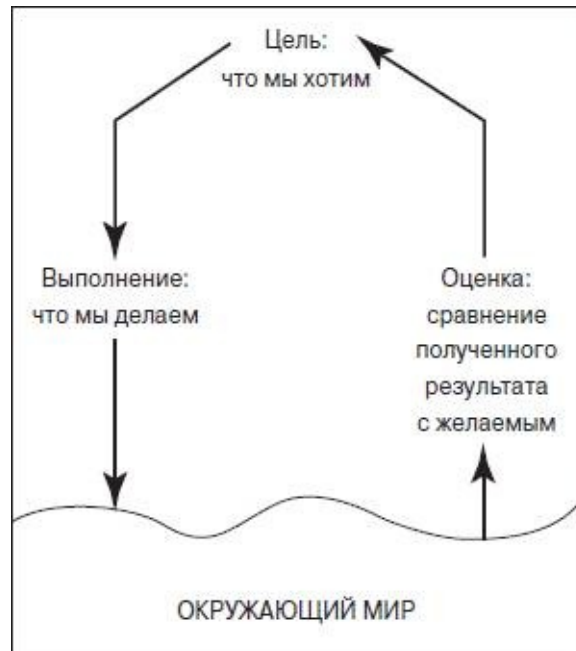 Цель:
что мы хотим
Выполнение:
что мы делаем
Оценка:
сравнение
полученного
результата
с желаемым
ОКРУЖАЮЩИЙ МИР